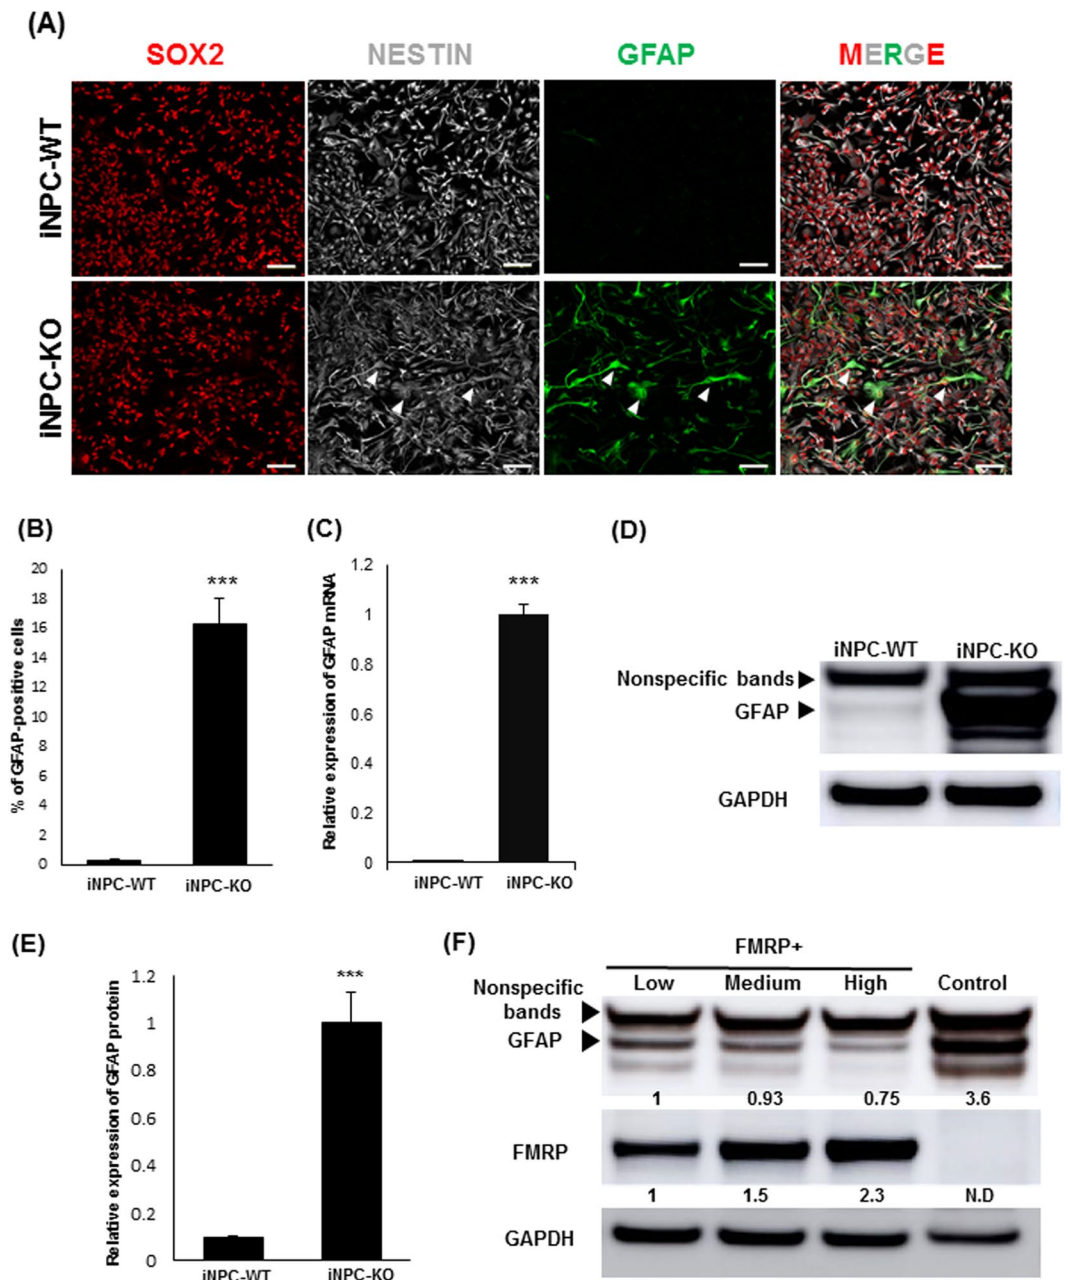 (A)
SOX2 NESTIN GFAP MERGE
iNPC-WT
iNPC-KO
(B)
% of GFAP-positive cells
20
18
16
14
12
10
8
6
4
2
0
***
iNPC-WT iNPC-KO
(C)
Relative expression of GFAP mRNA
1.2
1
0.8
0.6
0.4
0.2
0
***
iNPC-WT iNPC-KO
(D)
iNPC-WT iNPC-KO
Nonspecific bands
GFAP
GAPDH
(E)
Relative expression of GFAP protein
1.2
1
0.8
0.6
0.4
0.2
0
***
iNPC-WT iNPC-KO
(F)
FMRP+
Low Medium High Control
Nonspecific
bands
GFAP
1 0.93 0.75 3.6
FMRP
1 1.5 2.3 N.D
GAPDH